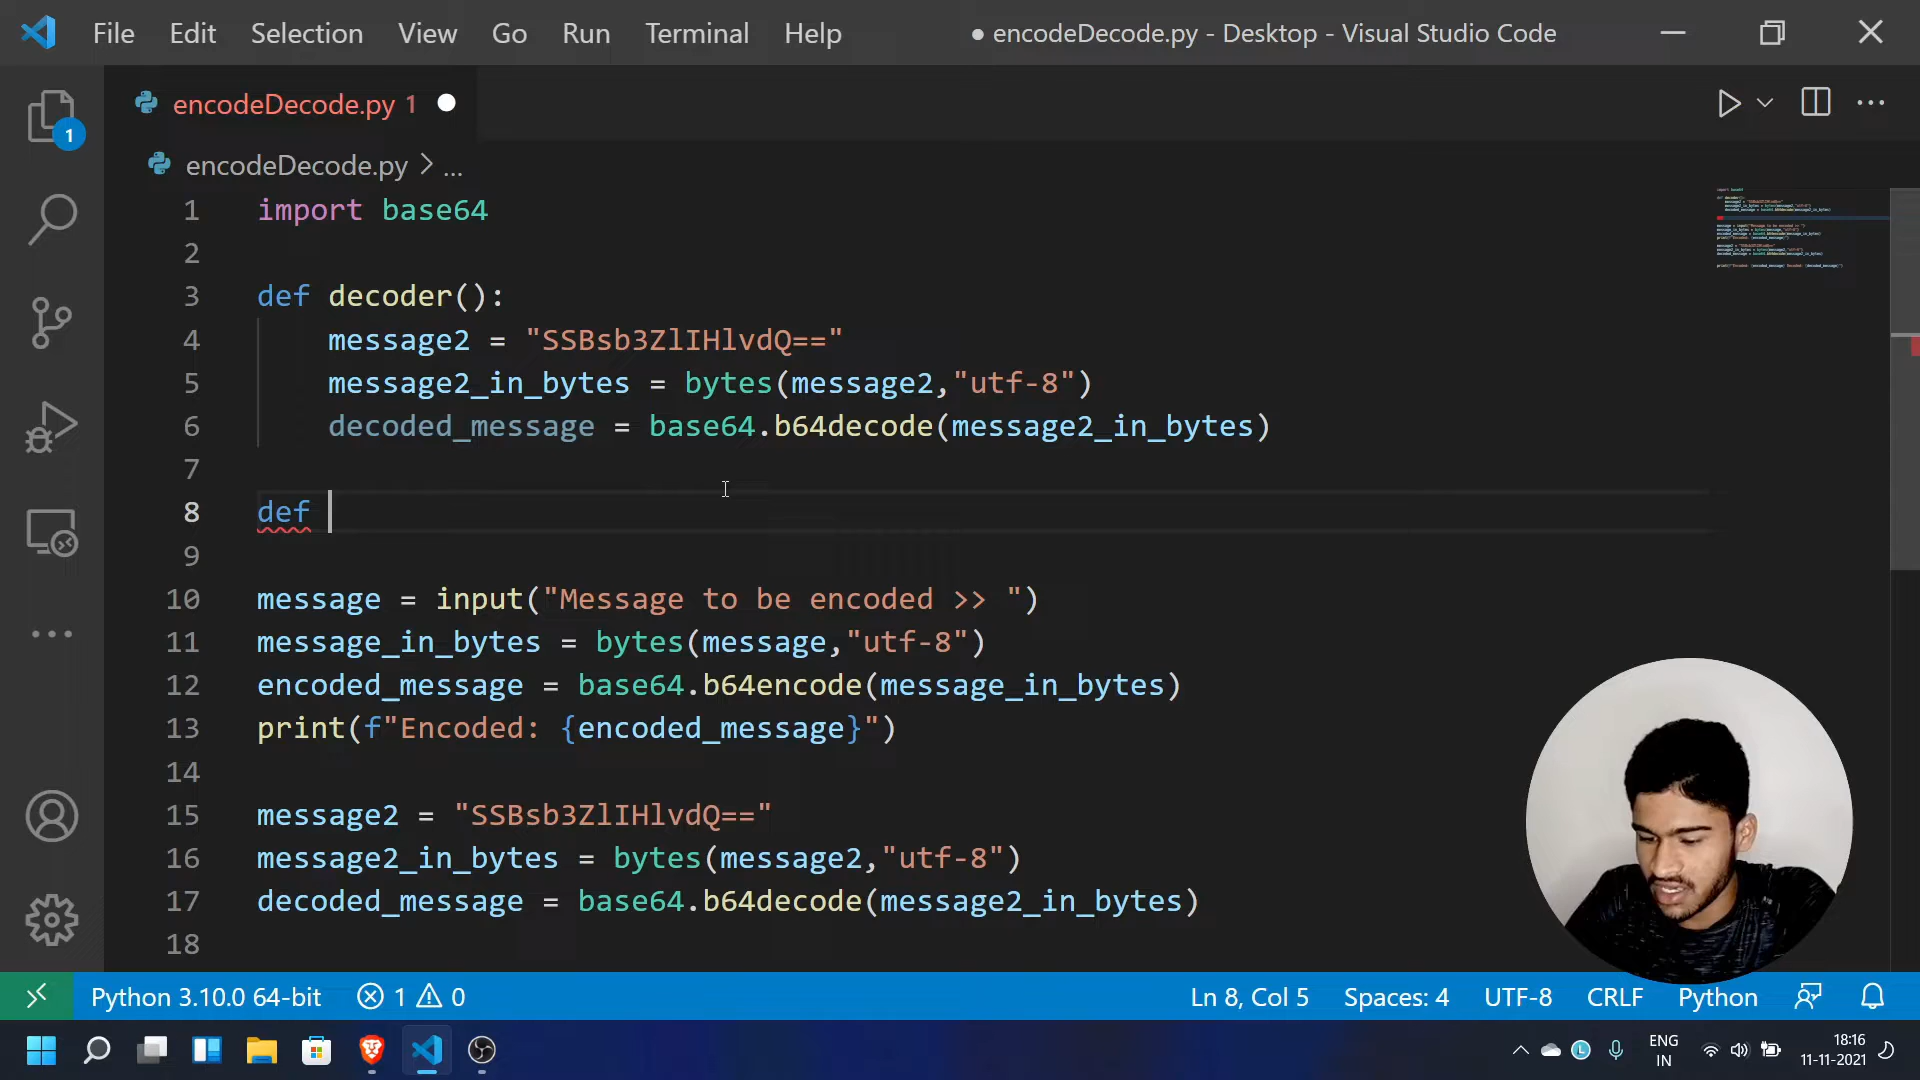 File Edit Selection View Go Run Terminal Help ● encodeDecode.py - Desktop - Visual Studio Code
encodeDecode.py 1
1
encodeDecode.py > ...
1 import base64
2
3 def decoder():
4 message2 = "SSBsb3ZlIHlvdQ=="
5 message2_in_bytes = bytes(message2,"utf-8")
6 decoded_message = base64.b64decode(message2_in_bytes)
7
8 def
9
10 message = input("Message to be encoded >> ")
11 message_in_bytes = bytes(message,"utf-8")
12 encoded_message = base64.b64encode(message_in_bytes)
13 print(f"Encoded: {encoded_message}")
14
15 message2 = "SSBsb3ZlIHlvdQ=="
16 message2_in_bytes = bytes(message2,"utf-8")
17 decoded_message = base64.b64decode(message2_in_bytes)
18
Python 3.10.0 64-bit 1 0 Ln 8, Col 5 Spaces: 4 UTF-8 CRLF Python
ENG
IN
18:16
11-11-2021